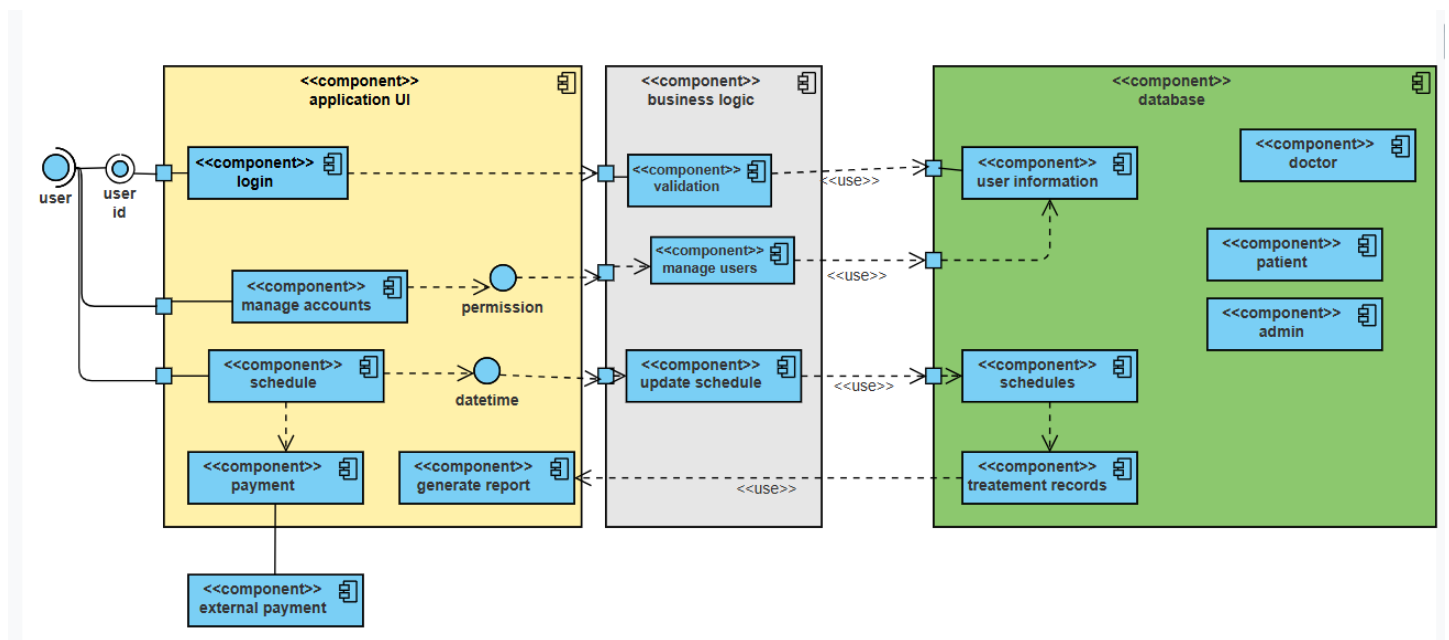 <<component>>
application UI
<<component>>
business logic
<<component>>
database
<<component>>
login
<<component>>
validation
<<use>>
<<component>>
user information
<<component>>
doctor
user
user
id
<<component>>
manage accounts
permission
<<component>>
manage users
<<use>>
<<component>>
patient
<<component>>
admin
<<component>>
schedule
datetime
<<component>>
update schedule
<<use>>
<<component>>
schedules
<<component>>
payment
<<component>>
generate report
<<use>>
<<component>>
treatement records
<<component>>
external payment